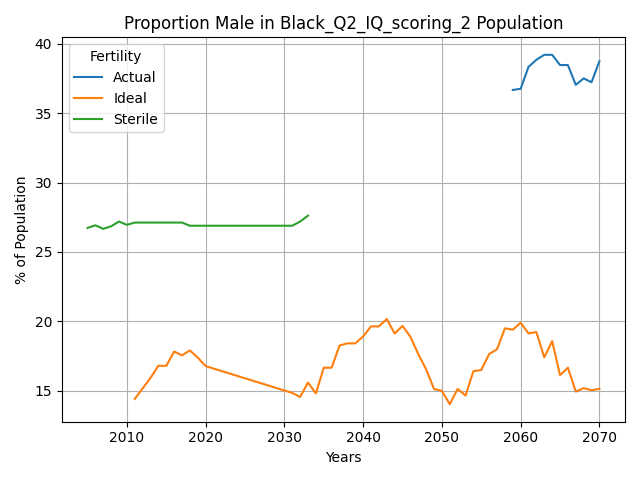 Proportion Male in Black_Q2_IQ_scoring_2 Population
Fertility
Actual
Ideal
Sterile
% of Population
40
35
30
25
20
15
2010
2020
2030
2040
2050
2060
2070
Years